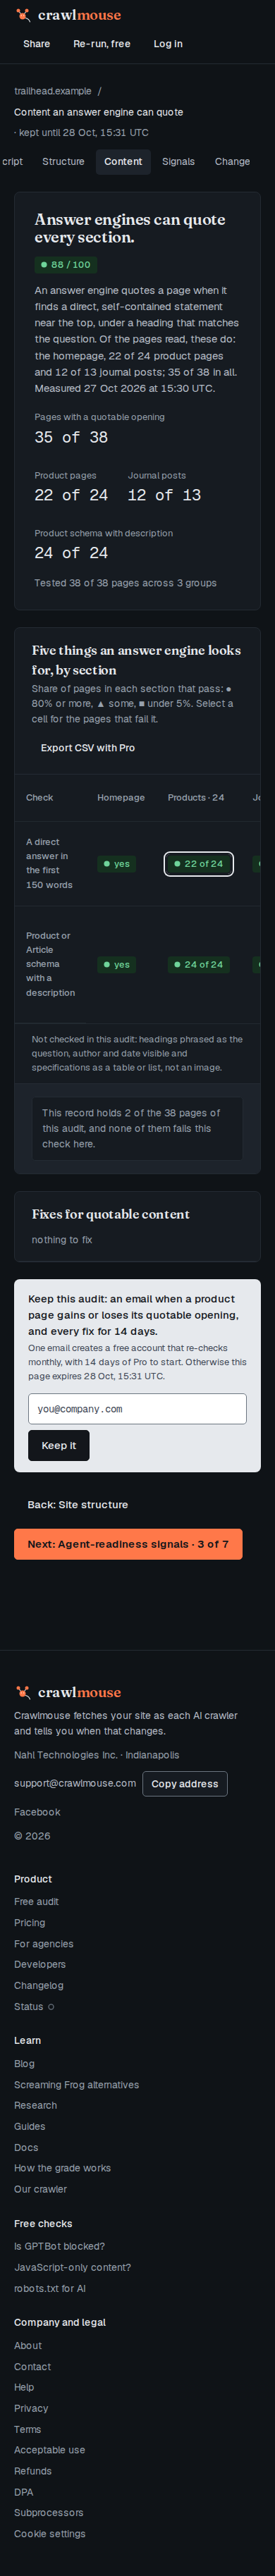 crawlmouse
Share Re-run, free Log in
trailhead.example /
Content an answer engine can quote
· kept until 28 Oct, 15:31 UTC
cript Structure Content Signals Change
Answer engines can quote
every section.
88 / 100
An answer engine quotes a page when it
finds a direct, self-contained statement
near the top, under a heading that matches
the question. Of the pages read, these do:
the homepage, 22 of 24 product pages
and 12 of 13 journal posts; 35 of 38 in all.
Measured 27 Oct 2026 at 15:30 UTC.
Pages with a quotable opening
35 of 38
Product pages Journal posts
22 of 24 12 of 13
Product schema with description
24 of 24
Tested 38 of 38 pages across 3 groups
Five things an answer engine looks
for, by section
Share of pages in each section that pass: ●
80% or more, ▲ some, ■ under 5%. Select a
cell for the pages that fail it.
Export CSV with Pro
Check Homepage Products · 24 Jo
A direct
answer in
the first
150 words
yes 22 of 24
Product or
Article
schema
with a
description
yes 24 of 24
Not checked in this audit: headings phrased as the
question, author and date visible and
specifications as a table or list, not an image.
This record holds 2 of the 38 pages of
this audit, and none of them fails this
check here.
Fixes for quotable content
nothing to fix
Keep this audit: an email when a product
page gains or loses its quotable opening,
and every fix for 14 days.
One email creates a free account that re-checks
monthly, with 14 days of Pro to start. Otherwise this
page expires 28 Oct, 15:31 UTC.
you@company.com
Keep it
Back: Site structure
Next: Agent-readiness signals · 3 of 7
crawlmouse
Crawlmouse fetches your site as each AI crawler
and tells you when that changes.
Nahl Technologies Inc. · Indianapolis
support@crawlmouse.com Copy address
Facebook
© 2026
Product
Free audit
Pricing
For agencies
Developers
Changelog
Status
Learn
Blog
Screaming Frog alternatives
Research
Guides
Docs
How the grade works
Our crawler
Free checks
Is GPTBot blocked?
JavaScript-only content?
robots.txt for AI
Company and legal
About
Contact
Help
Privacy
Terms
Acceptable use
Refunds
DPA
Subprocessors
Cookie settings